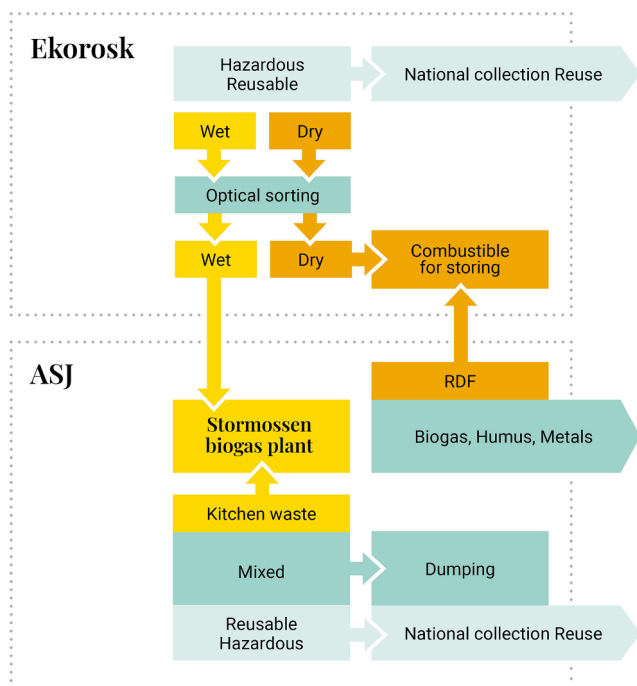 Ekorosk
Hazardous
Reusable
National collection Reuse
Wet
Dry
Optical sorting
Wet
Dry
Combustible
for storing
ASJ
RDF
Stormossen
biogas plant
Biogas, Humus, Metals
Kitchen waste
Mixed
Dumping
Reusable
Hazardous
National collection Reuse